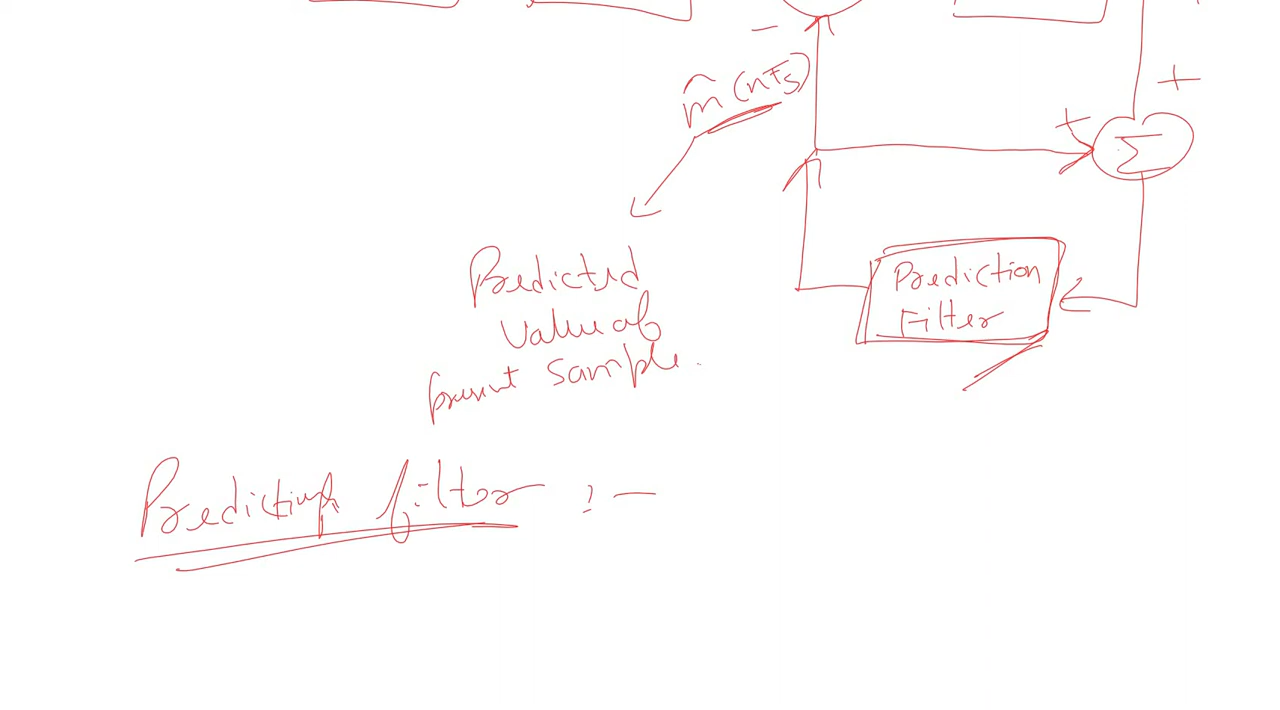 −
m̂(nTs)
+
+
Σ
Prediction
Filter
Predicted
Value of
present sample.
Prediction filter :-